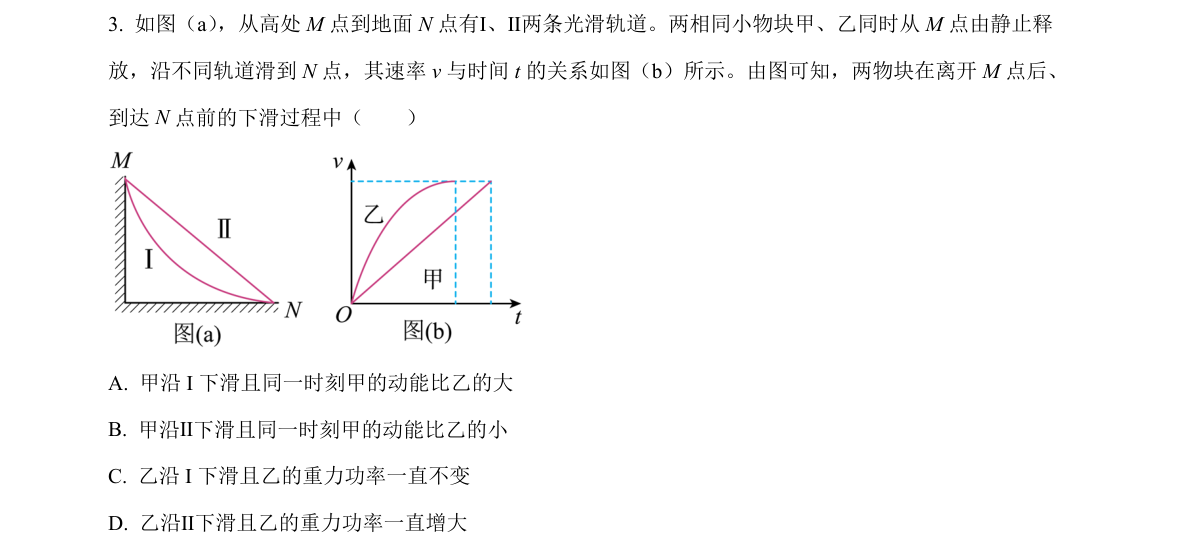 3. 如图（a），从高处 M 点到地面 N 点有Ⅰ、Ⅱ两条光滑轨道。两相同小物块甲、乙同时从 M 点由静止释
放，沿不同轨道滑到 N 点，其速率 v 与时间 t 的关系如图（b）所示。由图可知，两物块在离开 M 点后、
到达 N 点前的下滑过程中（　　）
M
Ⅱ
Ⅰ
N
图(a)
v
乙
甲
O
t
图(b)
A. 甲沿 I 下滑且同一时刻甲的动能比乙的大
B. 甲沿Ⅱ下滑且同一时刻甲的动能比乙的小
C. 乙沿 I 下滑且乙的重力功率一直不变
D. 乙沿Ⅱ下滑且乙的重力功率一直增大